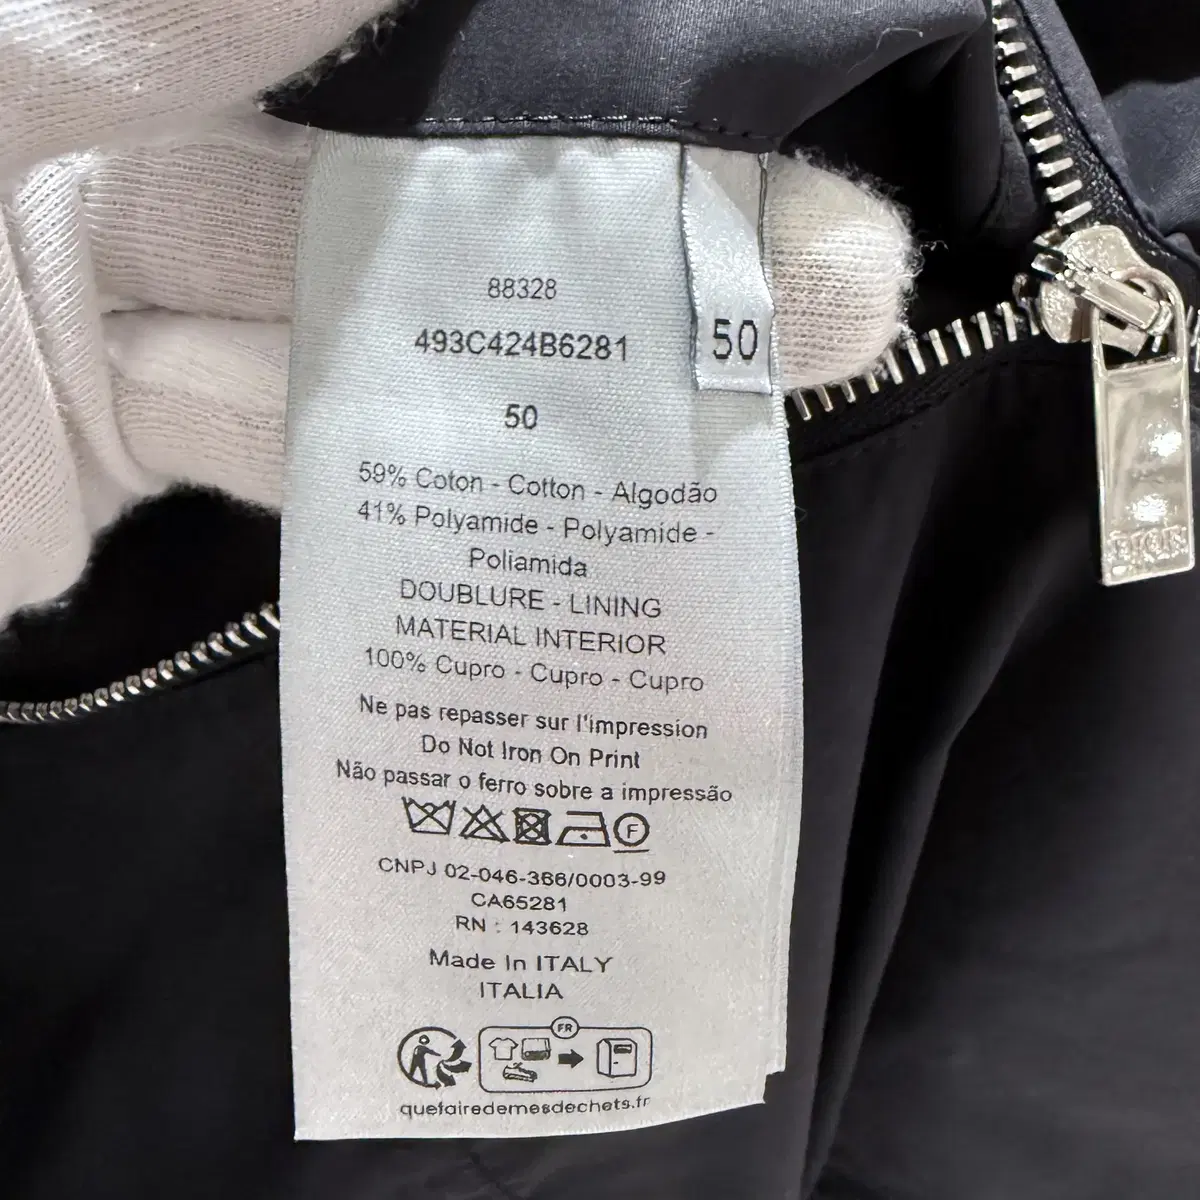 88328
493C424B6281
50
50
59% Coton - Cotton - Algodão
41% Polyamide - Polyamide -
Poliamida
DOUBLURE - LINING
MATERIAL INTERIOR
100% Cupro - Cupro - Cupro
Ne pas repasser sur l'impression
Do Not Iron On Print
Não passar o ferro sobre a impressão
F
CNPJ 02-046-366/0003-99
CA65281
RN : 143628
Made In ITALY
ITALIA
FR
quefairedemesdechets.fr